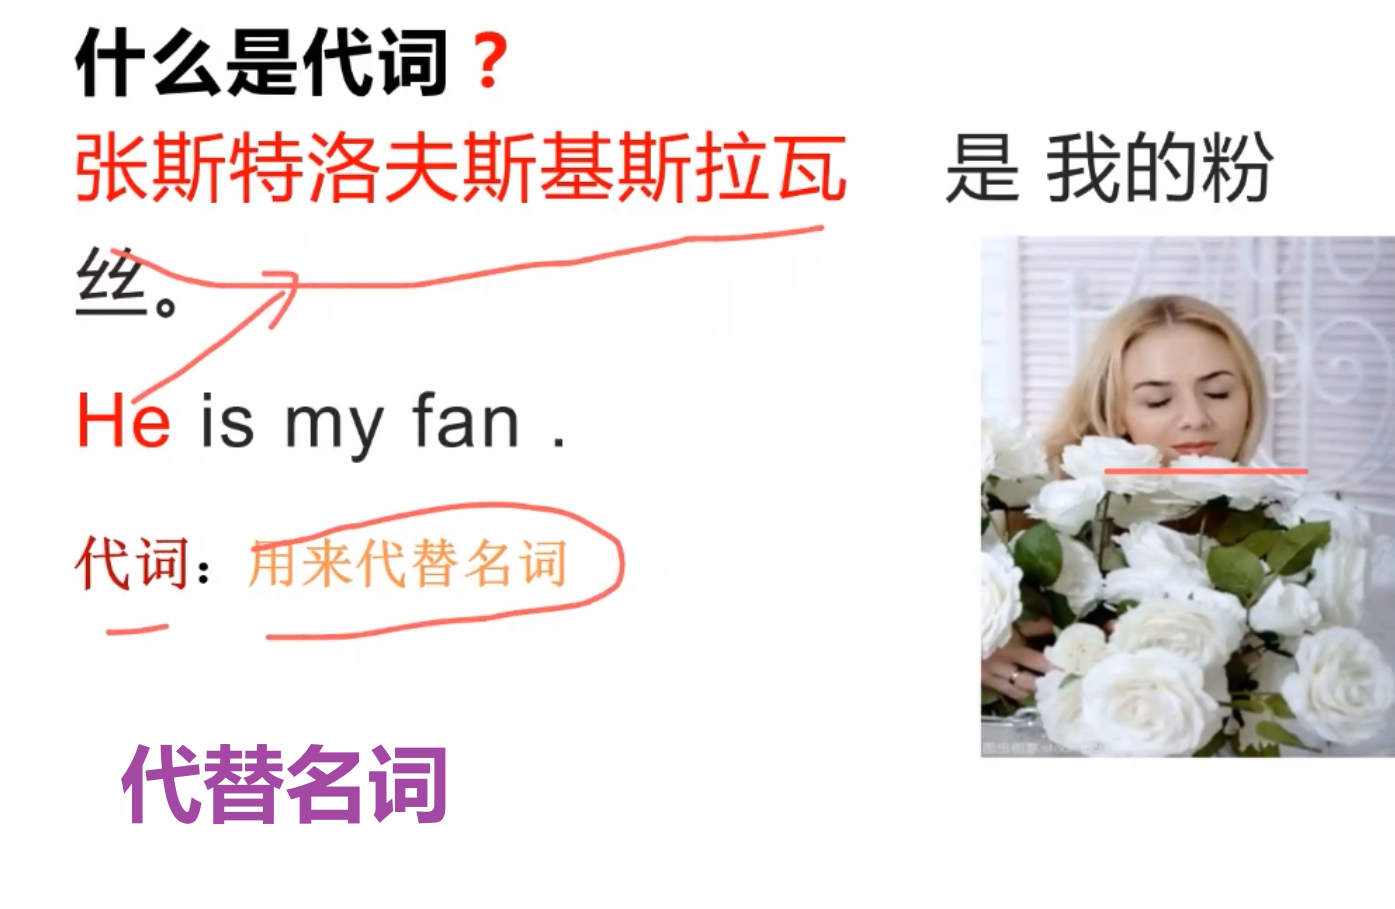 什么是代词？
张斯特洛夫斯基斯拉瓦 是 我的粉
丝。
He is my fan .
代词：用来代替名词
代替名词